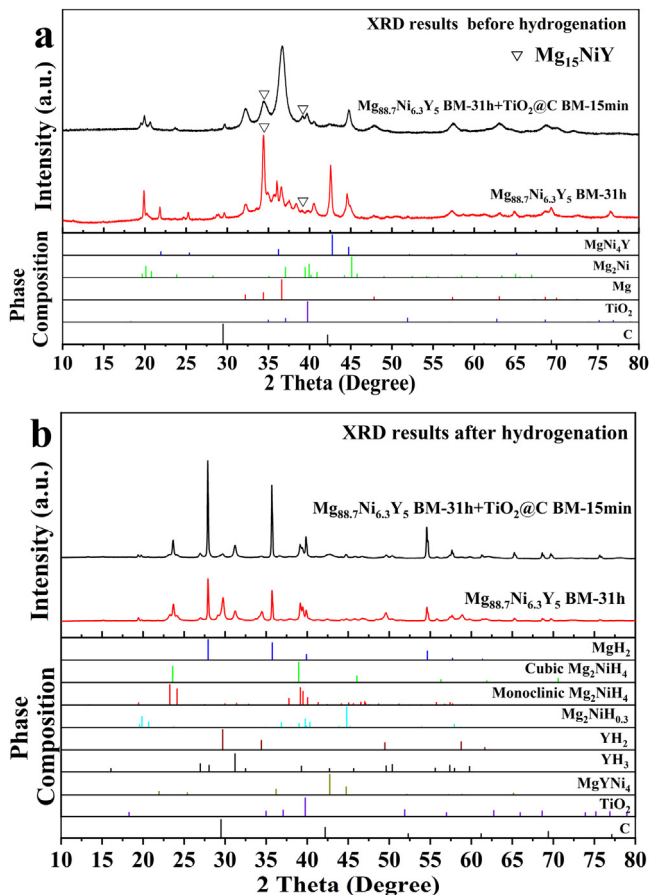 a
XRD results before hydrogenation
▽ Mg₁₅NiY
Mg₈₈.₇Ni₆.₃Y₅ BM-31h+TiO₂@C BM-15min
Mg₈₈.₇Ni₆.₃Y₅ BM-31h
Intensity (a.u.)
MgNi₄Y
Mg₂Ni
Mg
TiO₂
C
Phase
Composition
10 15 20 25 30 35 40 45 50 55 60 65 70 75 80
2 Theta (Degree)
b
XRD results after hydrogenation
Mg₈₈.₇Ni₆.₃Y₅ BM-31h+TiO₂@C BM-15min
Mg₈₈.₇Ni₆.₃Y₅ BM-31h
Intensity (a.u.)
MgH₂
Cubic Mg₂NiH₄
Monoclinic Mg₂NiH₄
Mg₂NiH₀.₃
YH₂
YH₃
MgYNi₄
TiO₂
C
Phase
Composition
10 15 20 25 30 35 40 45 50 55 60 65 70 75 80
2 Theta (Degree)